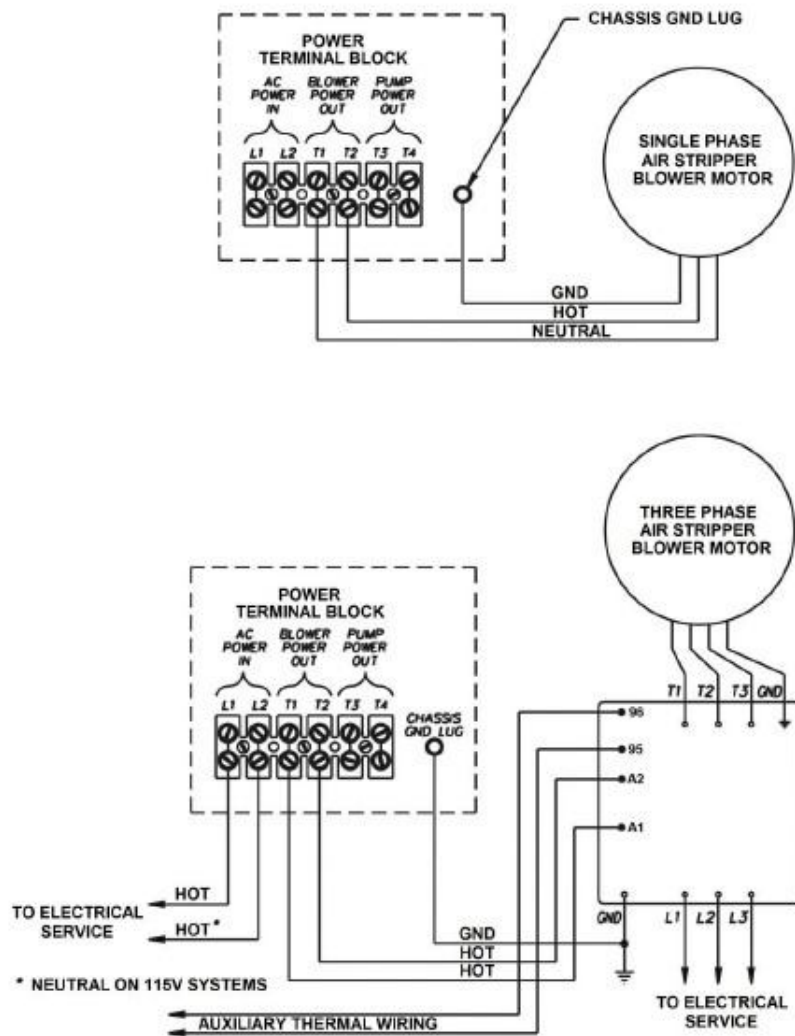 CHASSIS GND LUG
POWER
TERMINAL BLOCK
AC
POWER
IN
BLOWER
POWER
OUT
PUMP
POWER
OUT
L1 L2 T1 T2 T3 T4
SINGLE PHASE
AIR STRIPPER
BLOWER MOTOR
GND
HOT
NEUTRAL
THREE PHASE
AIR STRIPPER
BLOWER MOTOR
POWER
TERMINAL BLOCK
AC
POWER
IN
BLOWER
POWER
OUT
PUMP
POWER
OUT
L1 L2 T1 T2 T3 T4
CHASSIS
GND LUG
T1 T2 T3 GND
96
95
A2
A1
HOT
TO ELECTRICAL
SERVICE
HOT*
GND
HOT
HOT
GND L1 L2 L3
* NEUTRAL ON 115V SYSTEMS
TO ELECTRICAL
SERVICE
AUXILIARY THERMAL WIRING